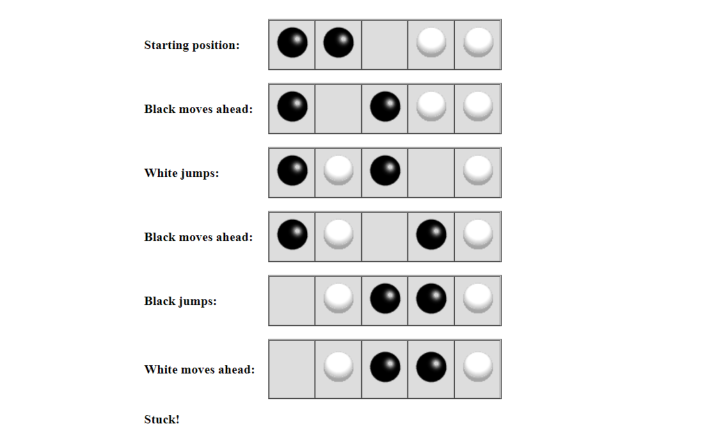 Starting position:
Black moves ahead:
White jumps:
Black moves ahead:
Black jumps:
White moves ahead:
Stuck!